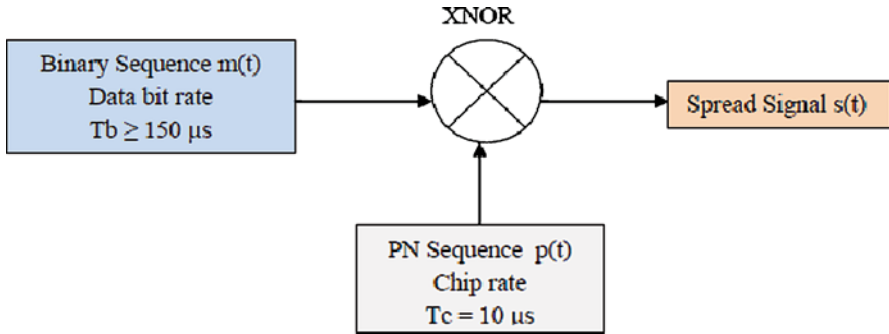 XNOR
Binary Sequence m(t)
Data bit rate
Tb ≥ 150 μs
Spread Signal s(t)
PN Sequence p(t)
Chip rate
Tc = 10 μs